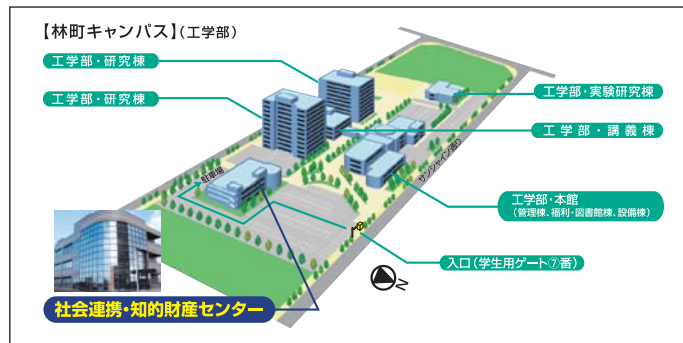 【林町キャンパス】(工学部)
工学部・研究棟
工学部・研究棟
工学部・実験研究棟
工学部・講義棟
サンシャイン通り
駐車場
工学部・本館
(管理棟、福利・図書館棟、設備棟)
入口(学生用ゲート⑦番)
N
社会連携・知的財産センター